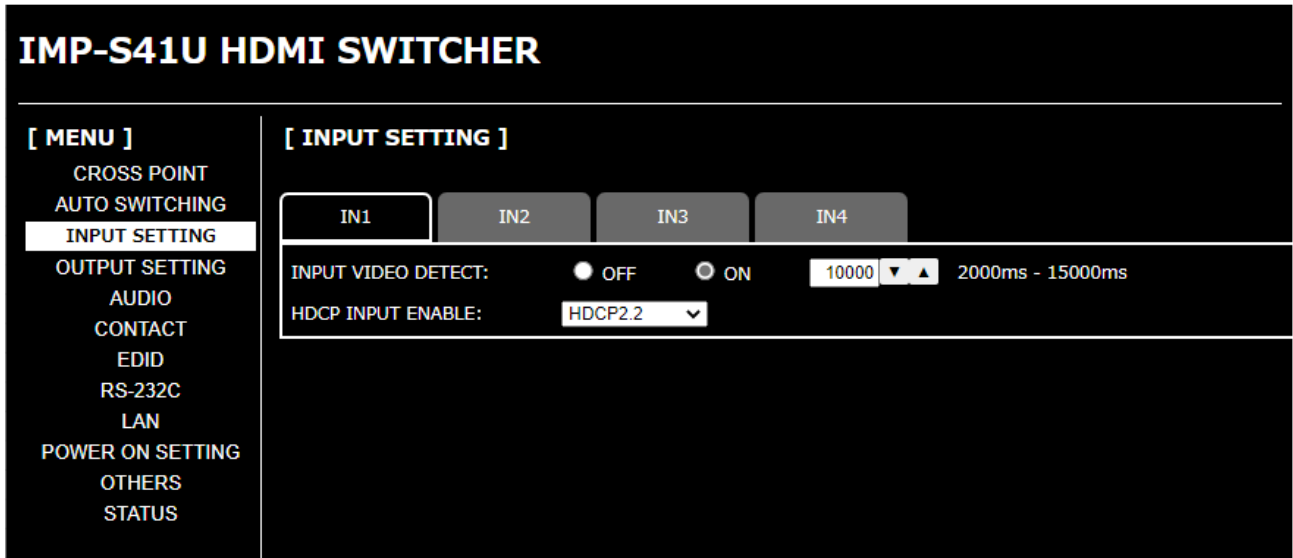 IMP-S41U HDMI SWITCHER
[ MENU ]
CROSS POINT
AUTO SWITCHING
INPUT SETTING
OUTPUT SETTING
AUDIO
CONTACT
EDID
RS-232C
LAN
POWER ON SETTING
OTHERS
STATUS
[ INPUT SETTING ]
IN1 IN2 IN3 IN4
INPUT VIDEO DETECT: OFF ON 10000 ▼ ▲ 2000ms - 15000ms
HDCP INPUT ENABLE: HDCP2.2